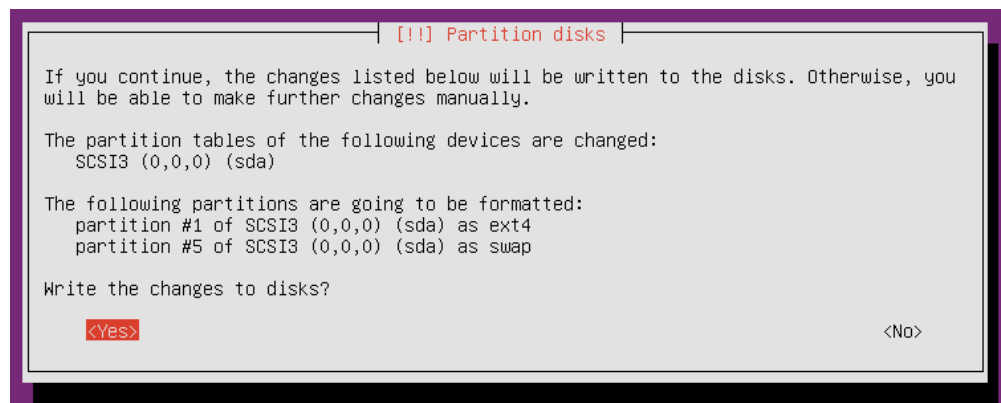 [!!] Partition disks
If you continue, the changes listed below will be written to the disks. Otherwise, you
will be able to make further changes manually.
The partition tables of the following devices are changed:
SCSI3 (0,0,0) (sda)
The following partitions are going to be formatted:
partition #1 of SCSI3 (0,0,0) (sda) as ext4
partition #5 of SCSI3 (0,0,0) (sda) as swap
Write the changes to disks?
<Yes> <No>